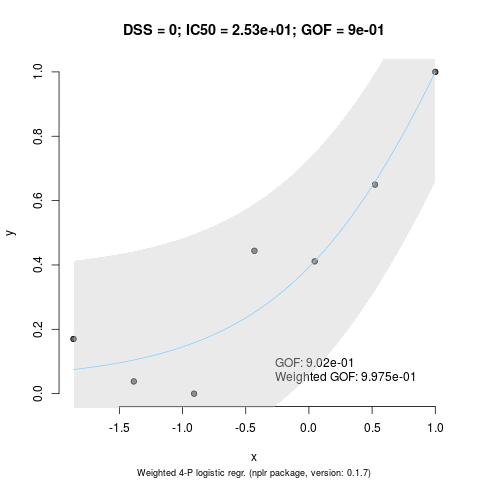 DSS = 0; IC50 = 2.53e+01; GOF = 9e-01
1.0
0.8
0.6
0.4
0.2
0.0
y
GOF: 9.02e-01
Weighted GOF: 9.975e-01
-1.5 -1.0 -0.5 0.0 0.5 1.0
x
Weighted 4-P logistic regr. (nplr package, version: 0.1.7)